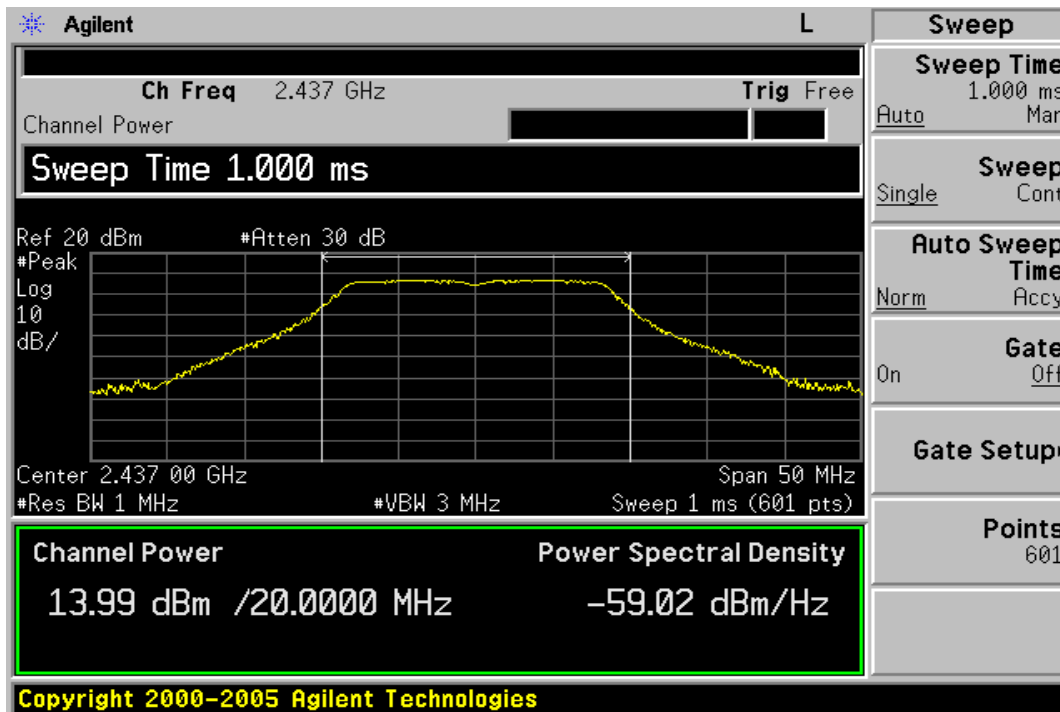 Agilent L Sweep
Ch Freq 2.437 GHz Trig Free
Channel Power
Sweep Time 1.000 ms
Ref 20 dBm #Atten 30 dB
#Peak
Log
10
dB/
Center 2.437 00 GHz Span 50 MHz
#Res BW 1 MHz #VBW 3 MHz Sweep 1 ms (601 pts)
Channel Power Power Spectral Density
13.99 dBm /20.0000 MHz -59.02 dBm/Hz
Copyright 2000-2005 Agilent Technologies
Sweep Time
1.000 ms
Auto Man
Sweep
Single Cont
Auto Sweep
Time
Norm Accy
Gate
On Off
Gate Setup
Points
601